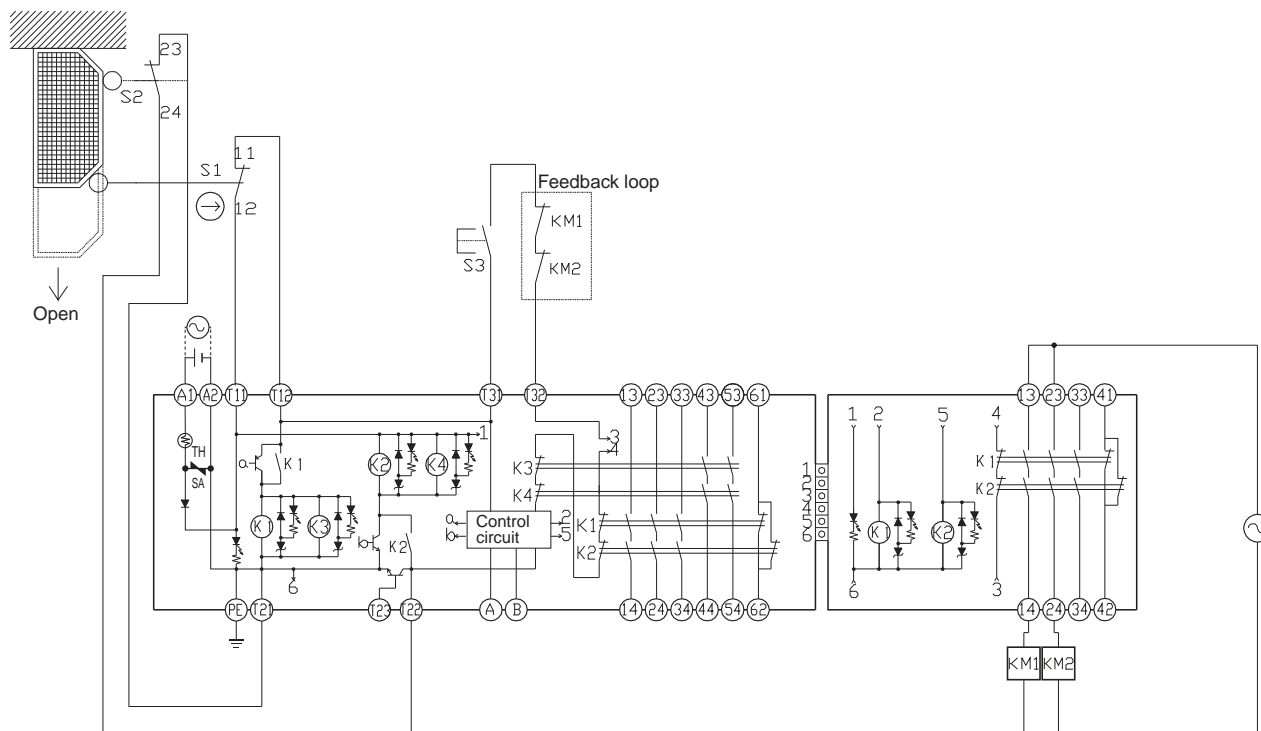 23
S2
24
11
S1
12
Feedback loop
KM1
KM2
S3
Open
A1 A2 T11 T12 T31 T32 13 23 33 43 53 61
13 23 33 41
TH
SA
a
K1
K1
K3
K2
K4
1
b
K2
6
a
b
Control
circuit
2
5
3
4
K3
K4
K1
K2
1
2
3
4
5
6
1 2 5 4
K1
K2
K1
K2
6
3
PE T21 T23 T22 A B 14 24 34 44 54 62
14 24 34 42
KM1 KM2